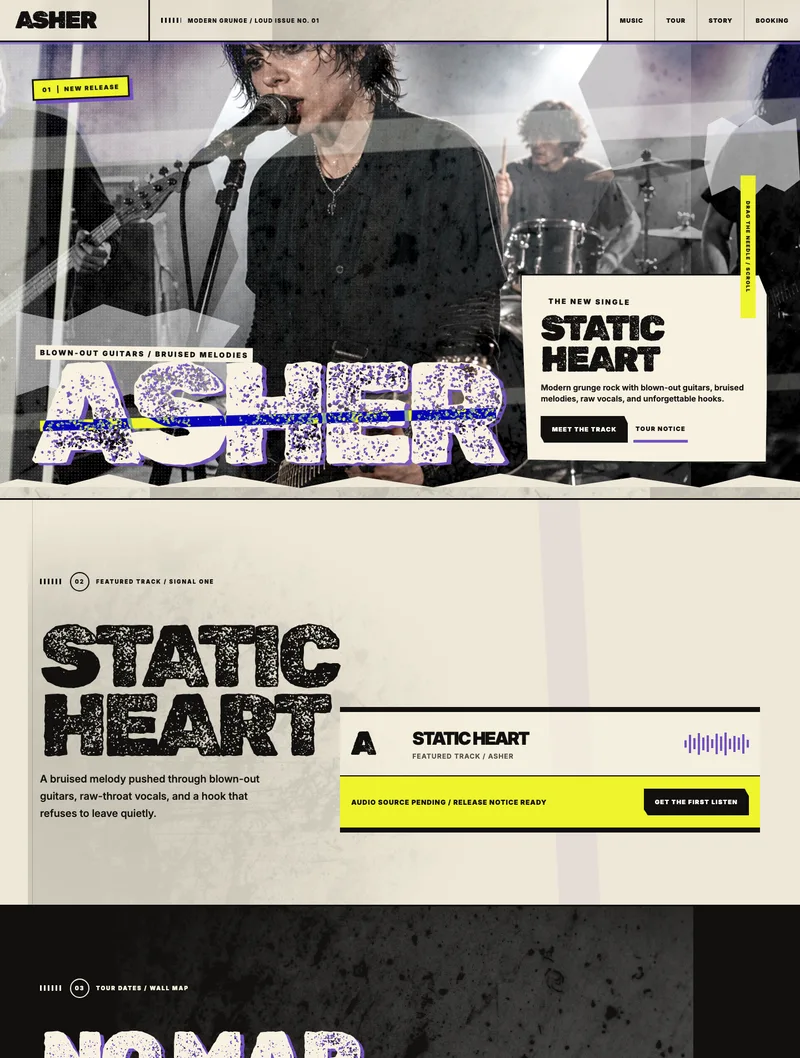 ASHER
MODERN GRUNGE / LOUD ISSUE NO. 01
MUSIC
TOUR
STORY
BOOKING
01 | NEW RELEASE
DRAG THE NEEDLE / SCROLL
BLOWN-OUT GUITARS / BRUISED MELODIES
ASHER
THE NEW SINGLE
STATIC
HEART
Modern grunge rock with blown-out guitars, bruised
melodies, raw vocals, and unforgettable hooks.
MEET THE TRACK
TOUR NOTICE
02
FEATURED TRACK / SIGNAL ONE
STATIC
HEART
A bruised melody pushed through blown-out
guitars, raw-throat vocals, and a hook that
refuses to leave quietly.
A
STATIC HEART
FEATURED TRACK / ASHER
AUDIO SOURCE PENDING / RELEASE NOTICE READY
GET THE FIRST LISTEN
03
TOUR DATES / WALL MAP
NO MAP